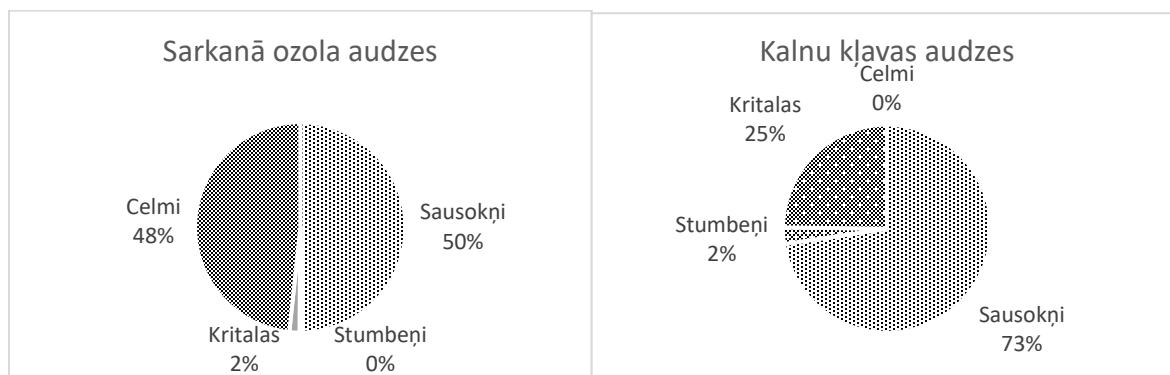 Sarkanā ozola audzes
Celmi
48%
Sausokņi
50%
Kritalas
2%
Stumbeņi
0%
Kalnu kļavas audzes
Celmi
0%
Kritalas
25%
Stumbeņi
2%
Sausokņi
73%